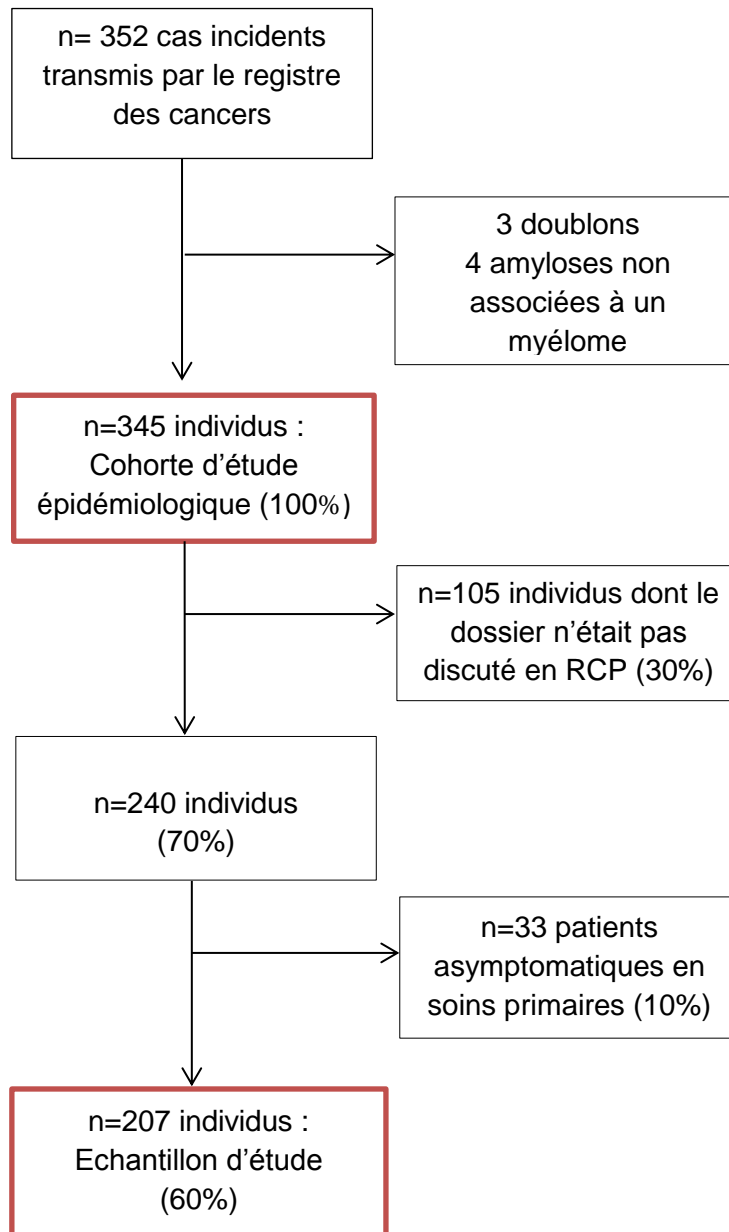 n= 352 cas incidents
transmis par le registre
des cancers
3 doublons
4 amyloses non
associées à un
myélome
n=345 individus :
Cohorte d’étude
épidémiologique (100%)
n=105 individus dont le
dossier n’était pas
discuté en RCP (30%)
n=240 individus
(70%)
n=33 patients
asymptomatiques en
soins primaires (10%)
n=207 individus :
Echantillon d’étude
(60%)